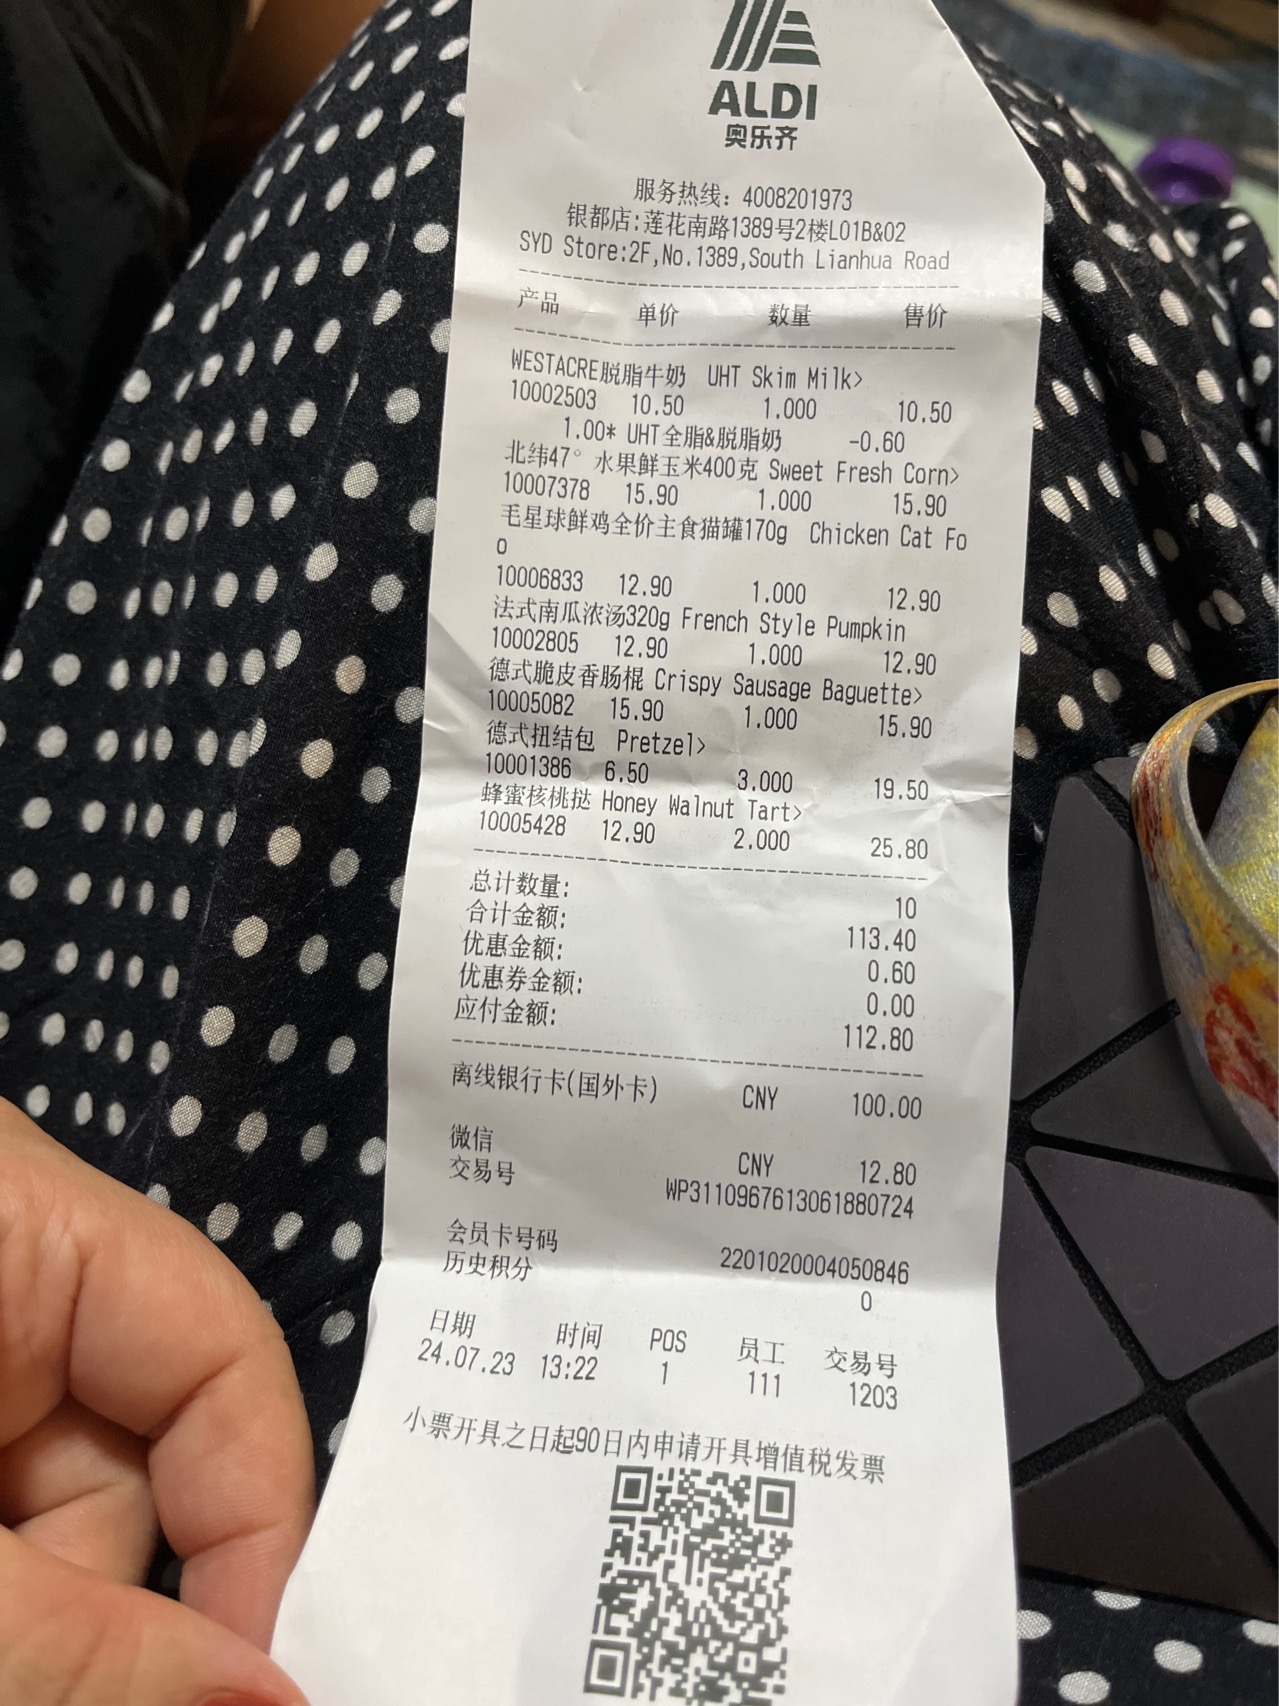 ALDI
奥乐齐
服务热线: 4008201973
银都店:莲花南路1389号2楼L01B&02
SYD Store:2F,No.1389,South Lianhua Road
产品 单价 数量 售价
WESTACRE脱脂牛奶 UHT Skim Milk>
10002503 10.50 1.000 10.50
1.00* UHT全脂&脱脂奶 -0.60
北纬47° 水果鲜玉米400克 Sweet Fresh Corn>
10007378 15.90 1.000 15.90
毛星球鲜鸡全价主食猫罐170g Chicken Cat Fo
o
10006833 12.90 1.000 12.90
法式南瓜浓汤320g French Style Pumpkin
10002805 12.90 1.000 12.90
德式脆皮香肠棍 Crispy Sausage Baguette>
10005082 15.90 1.000 15.90
德式扭结包 Pretzel>
10001386 6.50 3.000 19.50
蜂蜜核桃挞 Honey Walnut Tart>
10005428 12.90 2.000 25.80
总计数量: 10
合计金额: 113.40
优惠金额: 0.60
优惠券金额: 0.00
应付金额: 112.80
离线银行卡(国外卡) CNY 100.00
微信 CNY 12.80
交易号 WP3110967613061880724
会员卡号码 2201020004050846
历史积分 0
日期 时间 POS 员工 交易号
24.07.23 13:22 1 111 1203
小票开具之日起90日内申请开具增值税发票